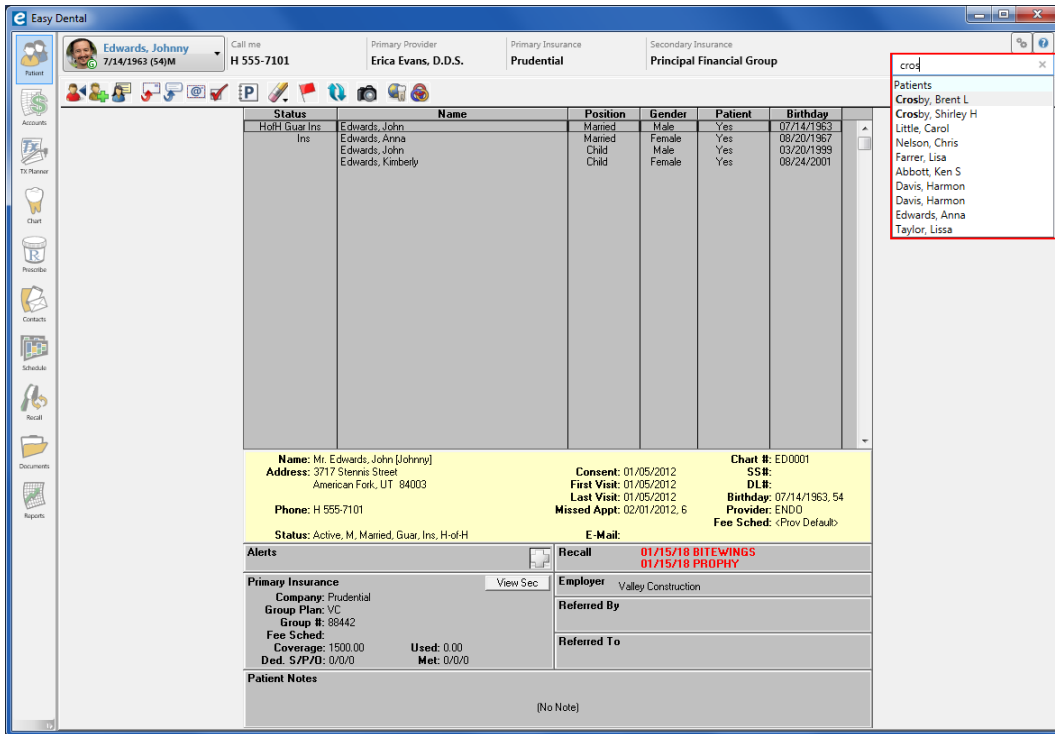 Easy Dental
Edwards, Johnny
7/14/1963 (54)M
Call me
H 555-7101
Primary Provider
Erica Evans, D.D.S.
Primary Insurance
Prudential
Secondary Insurance
Principal Financial Group
cros
Patients
Crosby, Brent L
Crosby, Shirley H
Little, Carol
Nelson, Chris
Farrer, Lisa
Abbott, Ken S
Davis, Harmon
Davis, Harmon
Edwards, Anna
Taylor, Lissa
Patient
Accounts
TX Planner
Chart
Prescribe
Contacts
Schedule
Recall
Documents
Reports
Status Name Position Gender Patient Birthday
HofH Guar Ins Edwards, John Married Male Yes 07/14/1963
Ins Edwards, Anna Married Female Yes 08/20/1967
Edwards, John Child Male Yes 03/20/1999
Edwards, Kimberly Child Female Yes 08/24/2001
Name: Mr. Edwards, John [Johnny] Chart #: ED0001
Address: 3717 Stennis Street Consent: 01/05/2012 SS#:
American Fork, UT 84003 First Visit: 01/05/2012 DL#:
Last Visit: 01/05/2012 Birthday: 07/14/1963, 54
Phone: H 555-7101 Missed Appt: 02/01/2012, 6 Provider: ENDO
Fee Sched: <Prov Default>
Status: Active, M, Married, Guar, Ins, H-of-H E-Mail:
Alerts
Recall 01/15/18 BITEWINGS
01/15/18 PROPHY
Primary Insurance View Sec
Company: Prudential
Group Plan: VC
Group #: 88442
Fee Sched:
Coverage: 1500.00 Used: 0.00
Ded. S/P/O: 0/0/0 Met: 0/0/0
Employer Valley Construction
Referred By
Referred To
Patient Notes
(No Note)